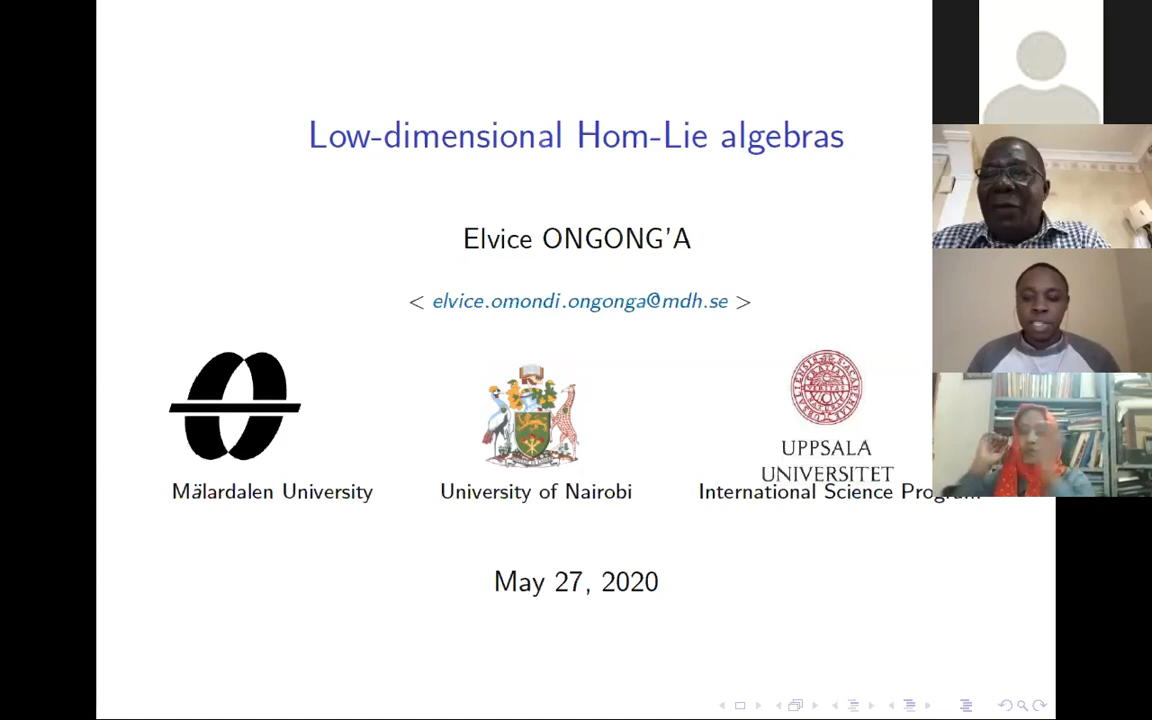 Low-dimensional Hom-Lie algebras
Elvice ONGONG'A
< elvice.omondi.ongonga@mdh.se >
UPPSALA
UNIVERSITET
Mälardalen University
University of Nairobi
International Science Program
May 27, 2020